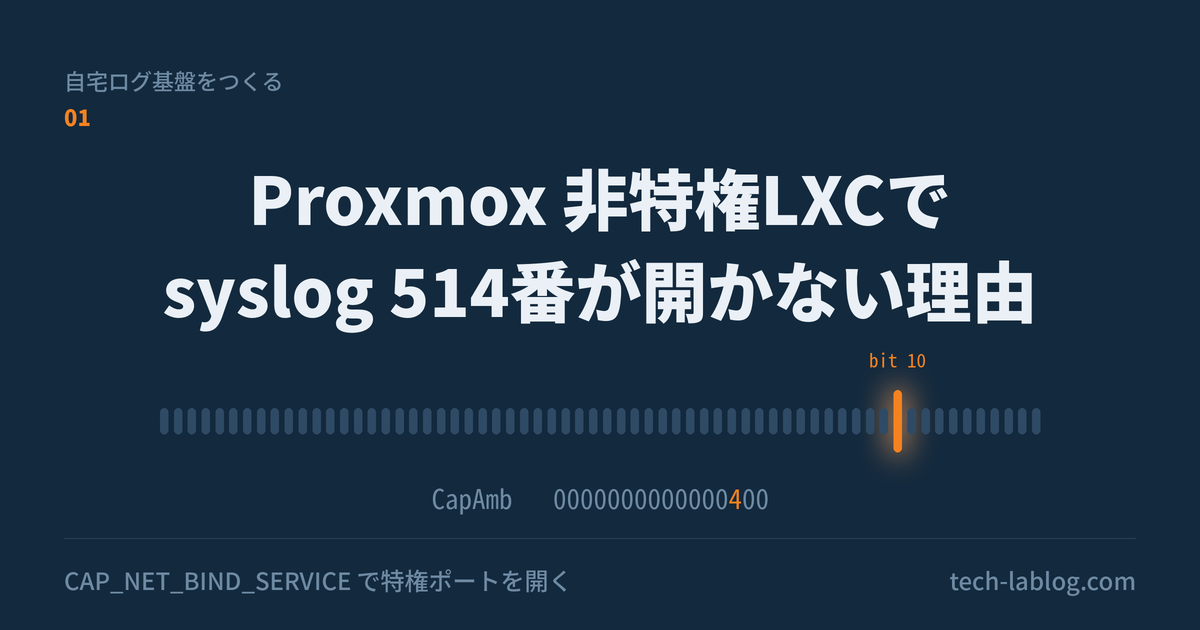 自宅ログ基盤をつくる
01
Proxmox 非特権LXCで
syslog 514番が開かない理由
bit 10
CapAmb 0000000000000400
CAP_NET_BIND_SERVICE で特権ポートを開く
tech-lablog.com